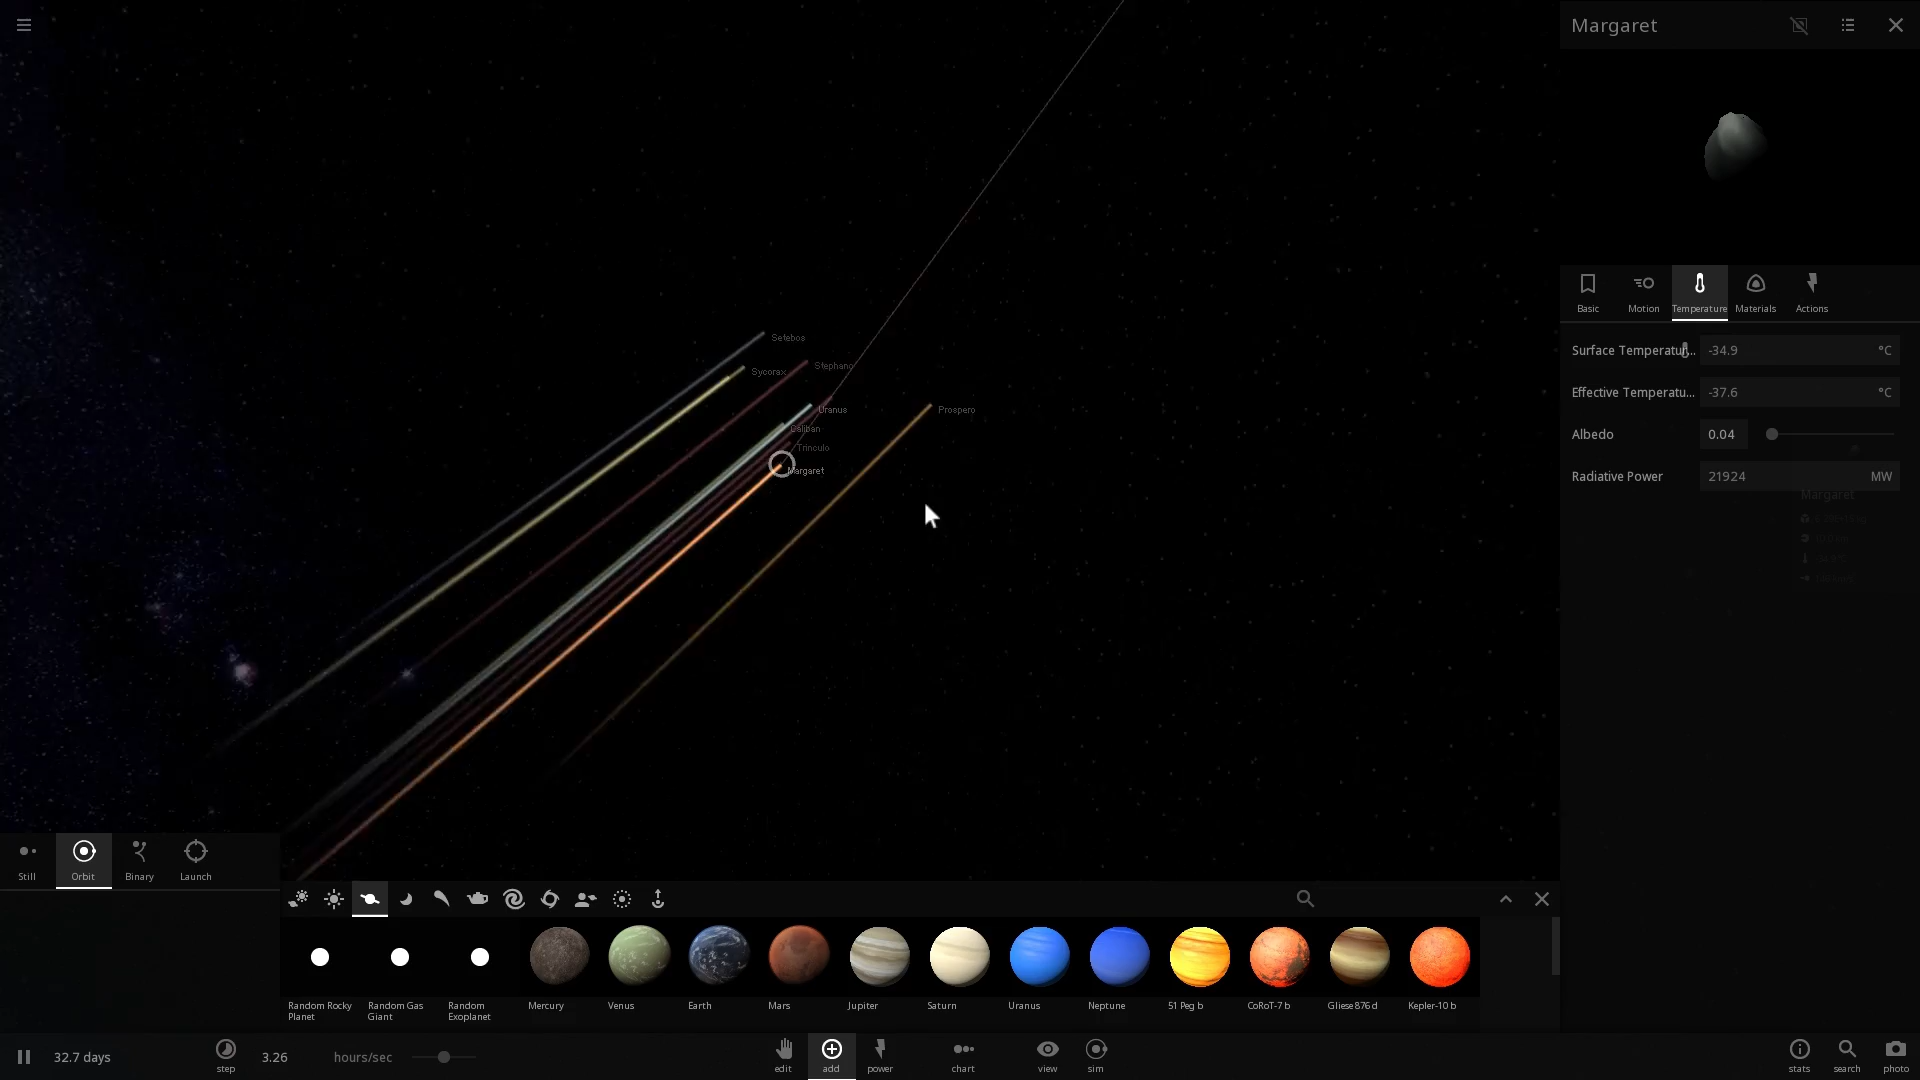 Margaret
Setebos
Stephano
Sycorax
Uranus
Prospero
Caliban
Trinculo
Margaret
Basic
Motion
Temperature
Materials
Actions
Surface Temperatur...
-34.9
°C
Effective Temperatu...
-37.6
°C
Albedo
0.04
Radiative Power
21924
MW
Margaret
Still
Orbit
Binary
Launch
Random Rocky
Planet
Random Gas
Giant
Random
Exoplanet
Mercury
Venus
Earth
Mars
Jupiter
Saturn
Uranus
Neptune
51 Peg b
CoRoT-7 b
Gliese 876 d
Kepler-10 b
32.7 days
step
3.26
hours/sec
edit
add
power
chart
view
sim
stats
search
photo